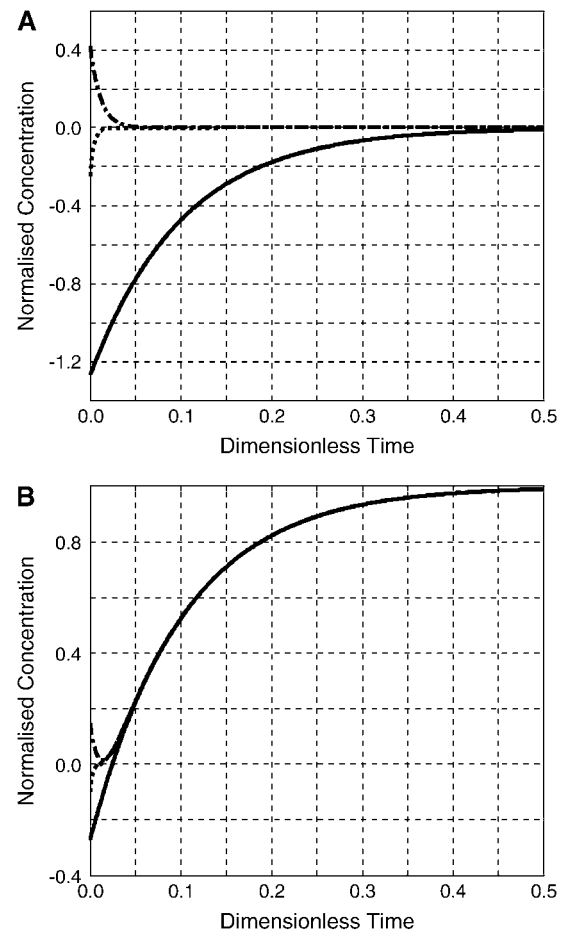 A
Normalised Concentration
0.4
0.0
-0.4
-0.8
-1.2
0.0 0.1 0.2 0.3 0.4 0.5
Dimensionless Time
B
Normalised Concentration
0.8
0.4
0.0
-0.4
0.0 0.1 0.2 0.3 0.4 0.5
Dimensionless Time